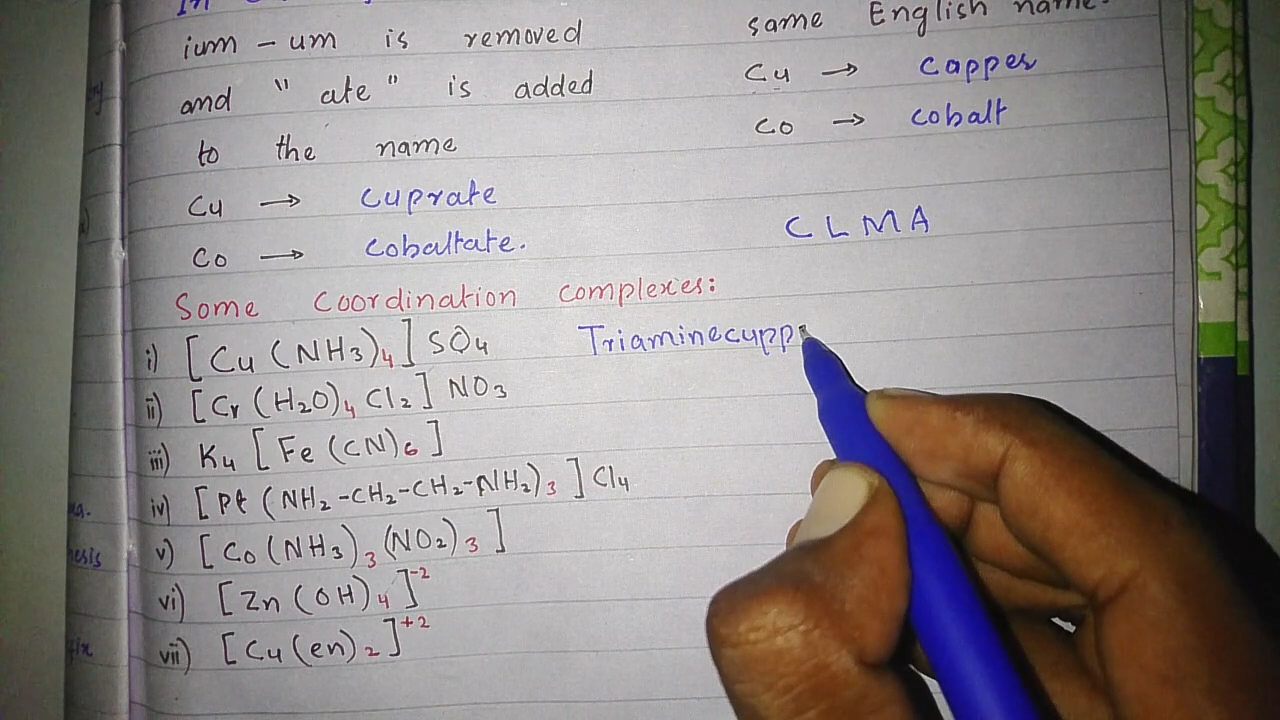 ium - um is removed
and " ate " is added
to the name
Cu → cuprate
Co → cobaltate.
same English name.
Cu → cappes
Co → cobalt
CLMA
Some coordination complexes:
i) [Cu(NH3)4]SO4 Triaminecupp
ii) [Cr(H2O)4Cl2]NO3
iii) K4[Fe(CN)6]
iv) [Pt(NH2-CH2-CH2-NH2)3]Cl4
v) [Co(NH3)3(NO2)3]
vi) [Zn(OH)4]-2
vii) [Cu(en)2]+2